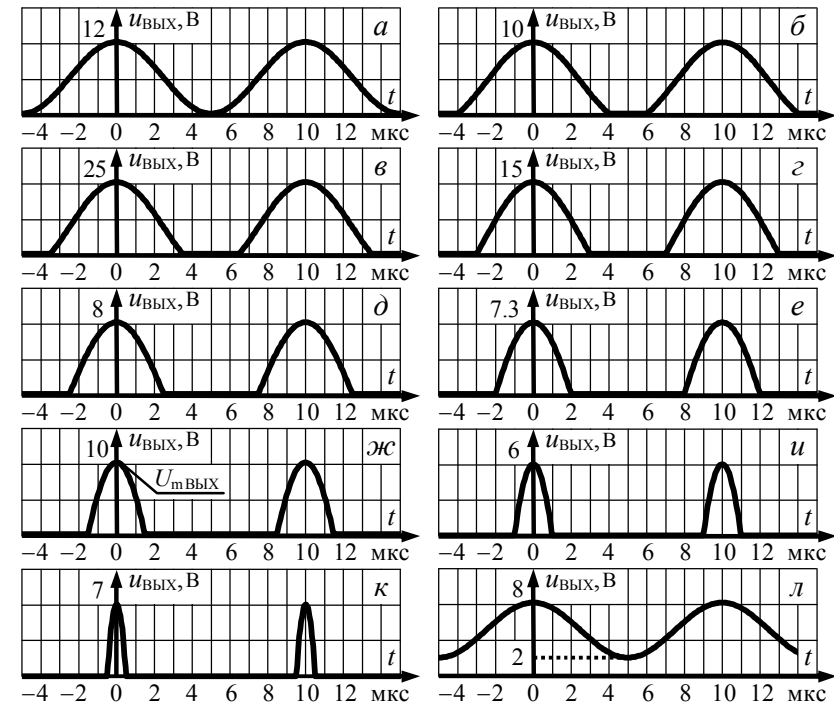 12 uВЫХ, В а
t
−4 −2 0 2 4 6 8 10 12 мкс
10 uВЫХ, В б
t
−4 −2 0 2 4 6 8 10 12 мкс
25 uВЫХ, В в
t
−4 −2 0 2 4 6 8 10 12 мкс
15 uВЫХ, В г
t
−4 −2 0 2 4 6 8 10 12 мкс
8 uВЫХ, В д
t
−4 −2 0 2 4 6 8 10 12 мкс
7.3 uВЫХ, В е
t
−4 −2 0 2 4 6 8 10 12 мкс
10 uВЫХ, В ж
UmВЫХ
t
−4 −2 0 2 4 6 8 10 12 мкс
6 uВЫХ, В и
t
−4 −2 0 2 4 6 8 10 12 мкс
7 uВЫХ, В к
t
−4 −2 0 2 4 6 8 10 12 мкс
8 uВЫХ, В л
2 t
−4 −2 0 2 4 6 8 10 12 мкс